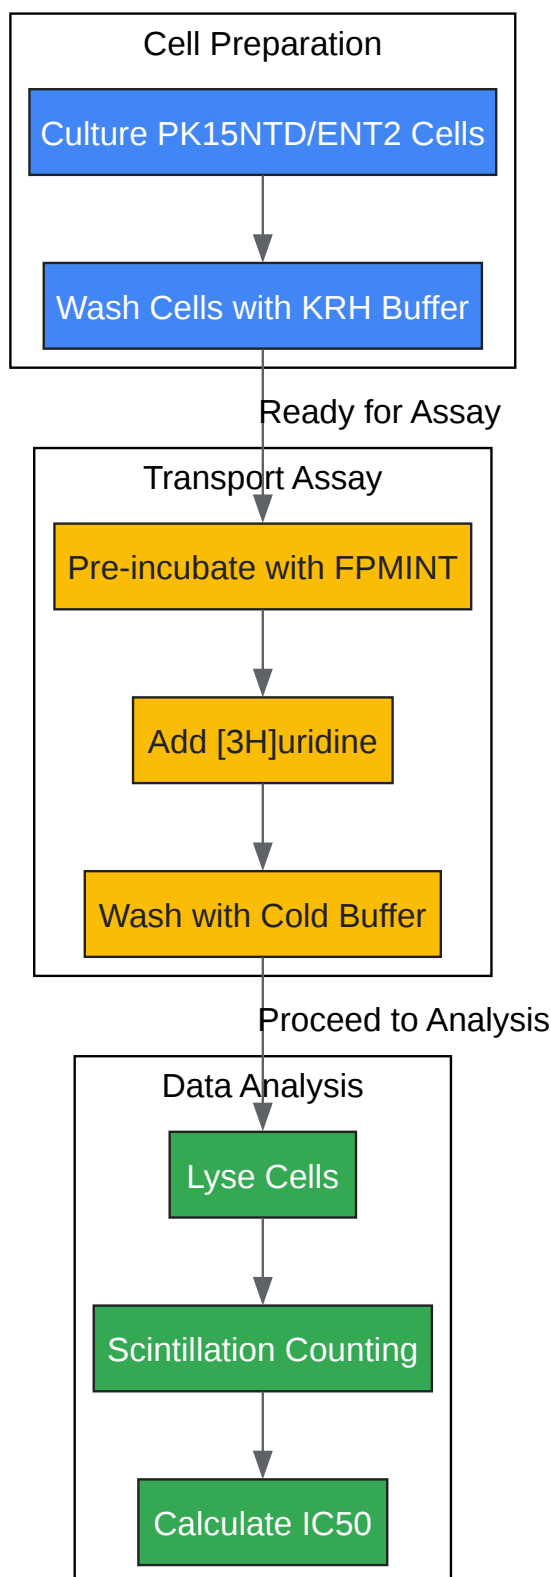 Cell Preparation
Culture PK15NTD/ENT2 Cells
Wash Cells with KRH Buffer
Ready for Assay
Transport Assay
Pre-incubate with FPMINT
Add [3H]uridine
Wash with Cold Buffer
Proceed to Analysis
Data Analysis
Lyse Cells
Scintillation Counting
Calculate IC50